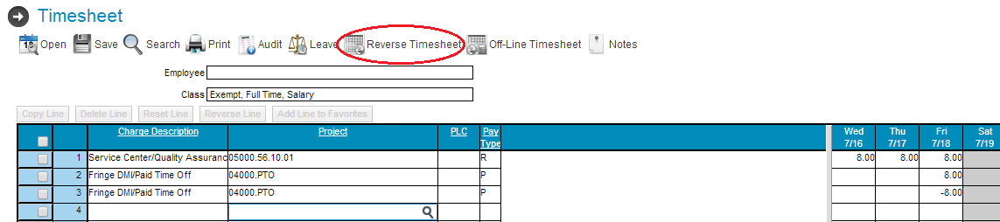 Timesheet
Open Save Search Print Audit Leave Reverse Timesheet Off-Line Timesheet Notes
Employee
Class Exempt, Full Time, Salary
Copy Line Delete Line Reset Line Reverse Line Add Line to Favorites
Charge Description Project PLC Pay Type Wed 7/16 Thu 7/17 Fri 7/18 Sat 7/19
1 Service Center/Quality Assuranc 05000.56.10.01 R 8.00 8.00 8.00
2 Fringe DMI/Paid Time Off 04000.PTO P 8.00
3 Fringe DMI/Paid Time Off 04000.PTO P -8.00
4